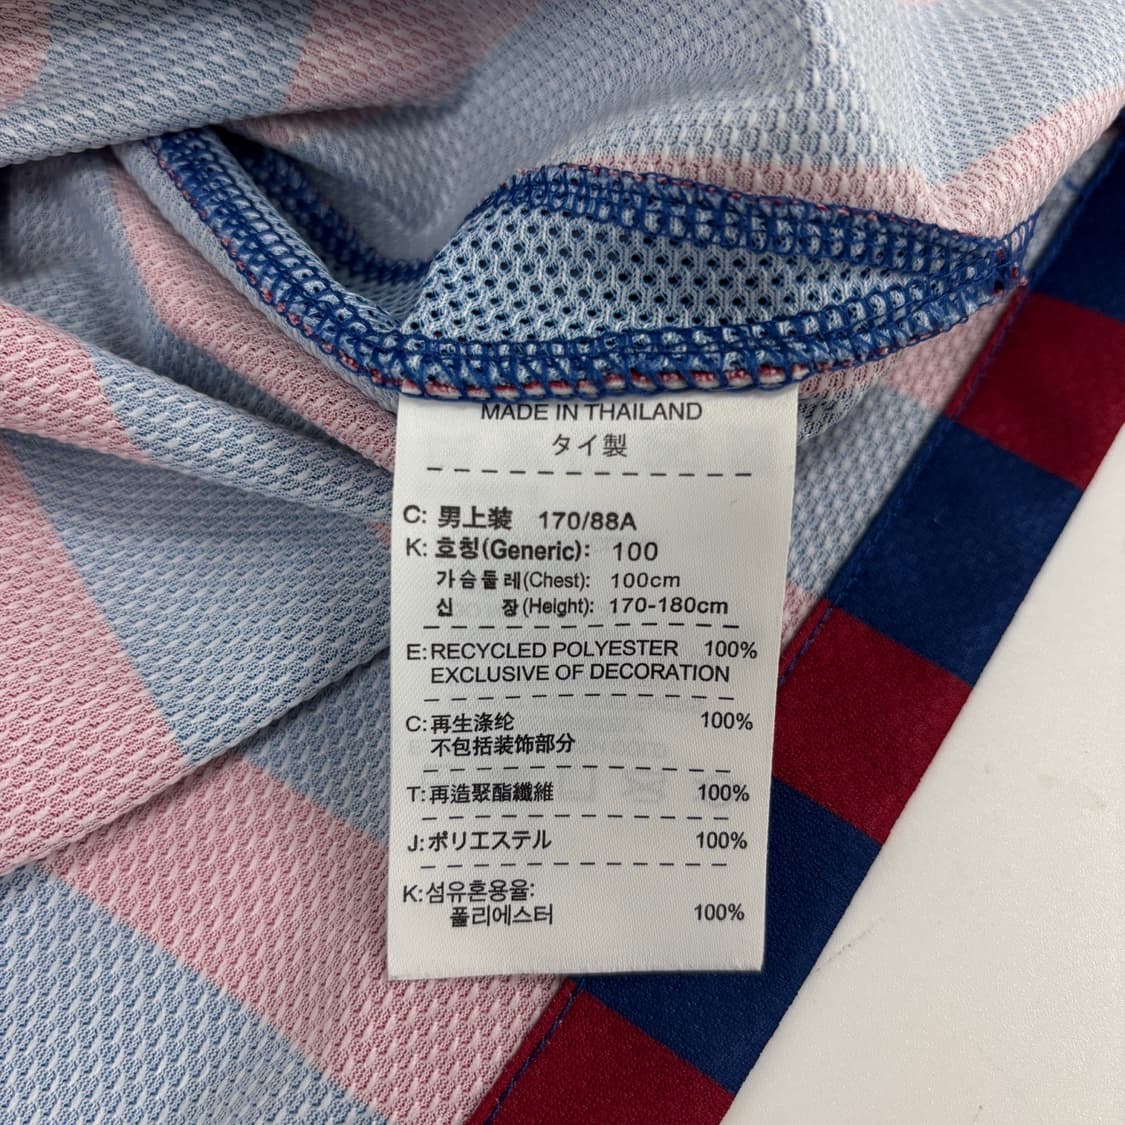 MADE IN THAILAND
タイ製
C: 男上装 170/88A
K: 호칭(Generic): 100
가슴둘레(Chest): 100cm
신 장(Height): 170-180cm
E: RECYCLED POLYESTER 100%
EXCLUSIVE OF DECORATION
C: 再生涤纶 100%
不包括装饰部分
T: 再造聚酯纖維 100%
J: ポリエステル 100%
K: 섬유혼용율:
폴리에스터 100%